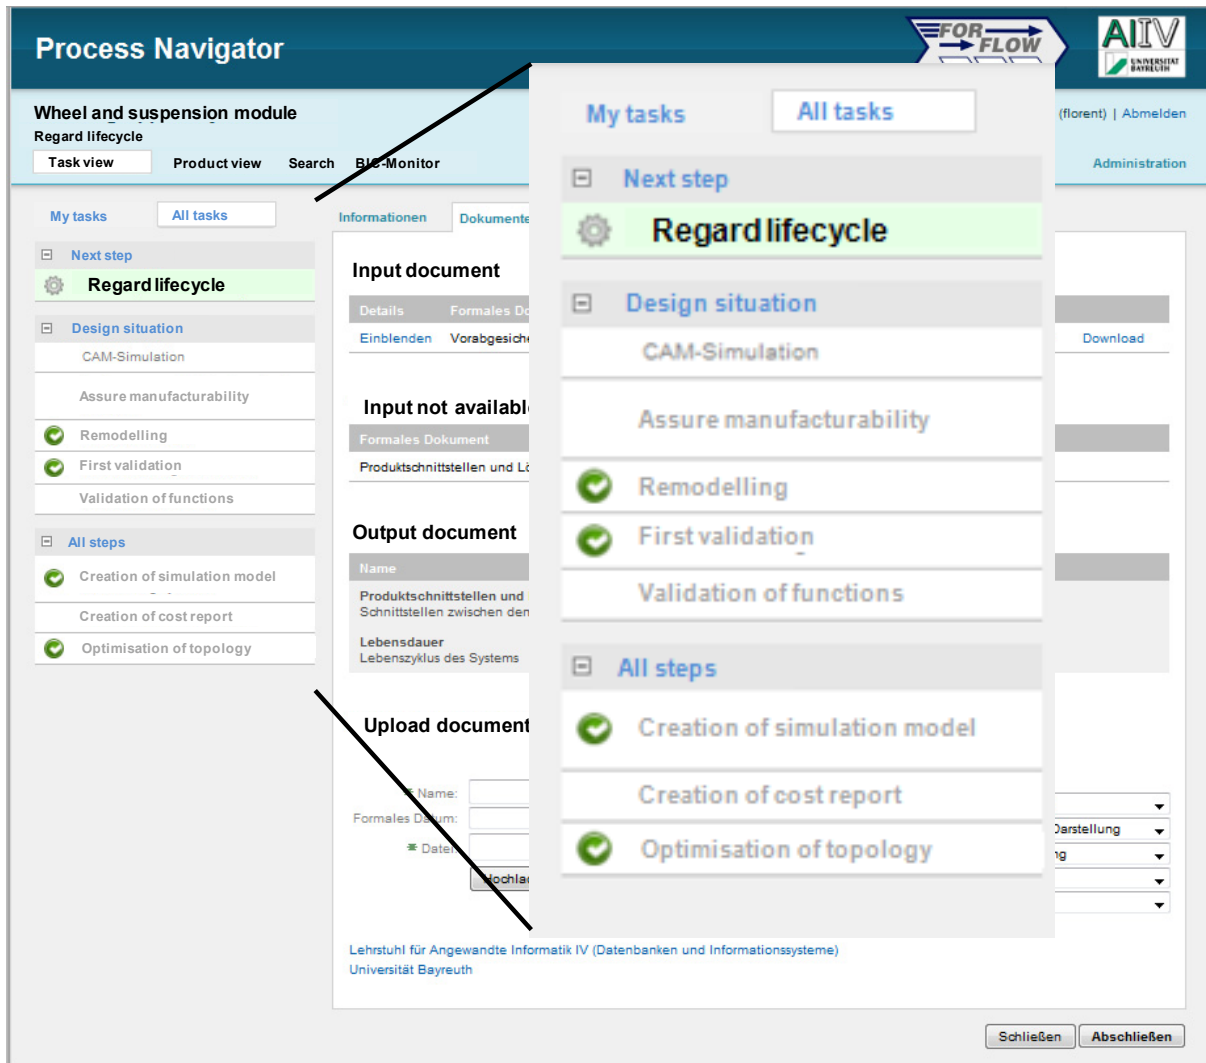 Process Navigator
FOR
FLOW
AIIV
UNIVERSITÄT
BAYREUTH
Wheel and suspension module
Regard lifecycle
(florent) | Abmelden
Task view
Product view
Search
Administration
My tasks
All tasks
Next step
Regard lifecycle
Design situation
CAM-Simulation
Assure manufacturability
Remodelling
First validation
Validation of functions
All steps
Creation of simulation model
Creation of cost report
Optimisation of topology
Informationen
Dokumente
Input document
Details
Formales Do
Einblenden
Vorabgesiche
Download
Input not availabl
Formales Dokument
Produktschnittstellen und Lö
Output document
Name
Produktschnittstellen und
Schnittstellen zwischen den
Lebensdauer
Lebenszyklus des Systems
Upload document
Name:
Formales Datum:
* Datei
Hochla
Darstellung
ng
My tasks
All tasks
Next step
Regard lifecycle
Design situation
CAM-Simulation
Assure manufacturability
Remodelling
First validation
Validation of functions
All steps
Creation of simulation model
Creation of cost report
Optimisation of topology
Lehrstuhl für Angewandte Informatik IV (Datenbanken und Informationssysteme)
Universität Bayreuth
Schließen
Abschließen